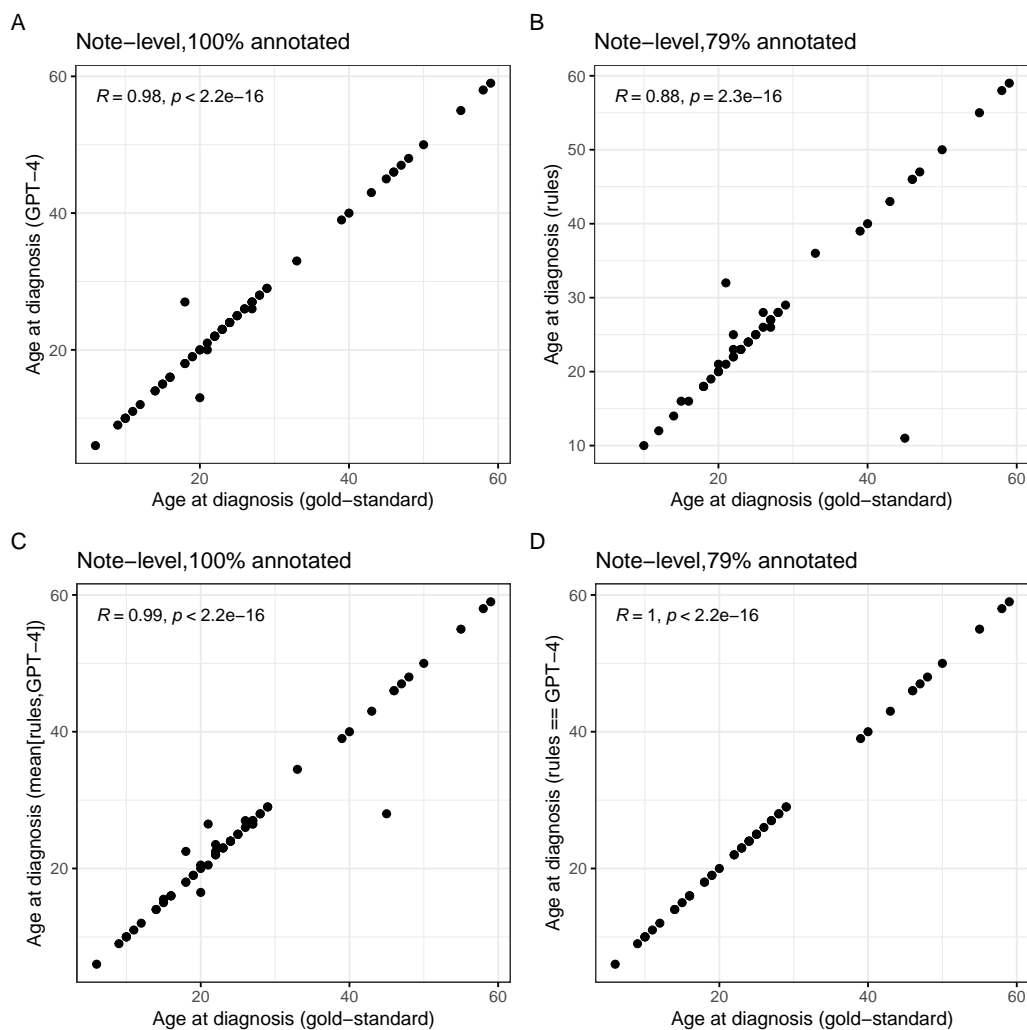 A
Note−level,100% annotated
R = 0.98, p < 2.2e−16
Age at diagnosis (GPT−4)
60
40
20
20
40
60
Age at diagnosis (gold−standard)
B
Note−level,79% annotated
R = 0.88, p = 2.3e−16
Age at diagnosis (rules)
60
50
40
30
20
10
20
40
60
Age at diagnosis (gold−standard)
C
Note−level,100% annotated
R = 0.99, p < 2.2e−16
Age at diagnosis (mean[rules,GPT−4])
60
40
20
20
40
60
Age at diagnosis (gold−standard)
D
Note−level,79% annotated
R = 1, p < 2.2e−16
Age at diagnosis (rules == GPT−4)
60
40
20
20
40
60
Age at diagnosis (gold−standard)